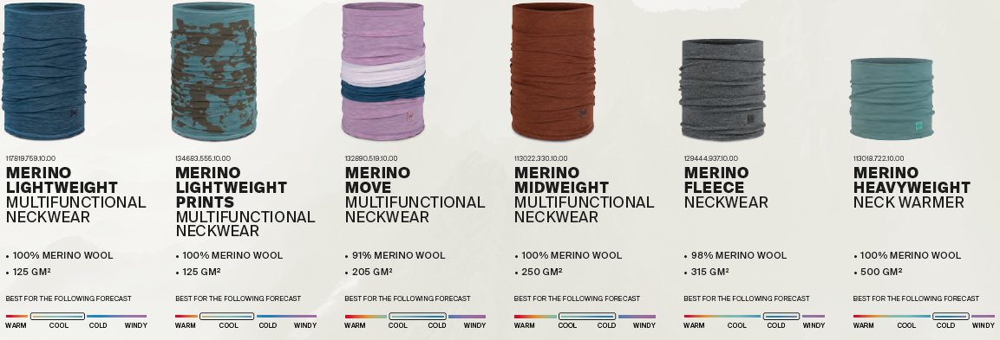 117819.759.10.00
MERINO
LIGHTWEIGHT
MULTIFUNCTIONAL
NECKWEAR
• 100% MERINO WOOL
• 125 GM²
BEST FOR THE FOLLOWING FORECAST
WARM COOL COLD WINDY
134683.555.10.00
MERINO
LIGHTWEIGHT
PRINTS
MULTIFUNCTIONAL
NECKWEAR
• 100% MERINO WOOL
• 125 GM²
BEST FOR THE FOLLOWING FORECAST
WARM COOL COLD WINDY
132890.519.10.00
MERINO
MOVE
MULTIFUNCTIONAL
NECKWEAR
• 91% MERINO WOOL
• 205 GM²
BEST FOR THE FOLLOWING FORECAST
WARM COOL COLD WINDY
113022.330.10.00
MERINO
MIDWEIGHT
MULTIFUNCTIONAL
NECKWEAR
• 100% MERINO WOOL
• 250 GM²
BEST FOR THE FOLLOWING FORECAST
WARM COOL COLD WINDY
129444.937.10.00
MERINO
FLEECE
NECKWEAR
• 98% MERINO WOOL
• 315 GM²
BEST FOR THE FOLLOWING FORECAST
WARM COOL COLD WINDY
113018.722.10.00
MERINO
HEAVYWEIGHT
NECK WARMER
• 100% MERINO WOOL
• 500 GM²
BEST FOR THE FOLLOWING FORECAST
WARM COOL COLD WINDY